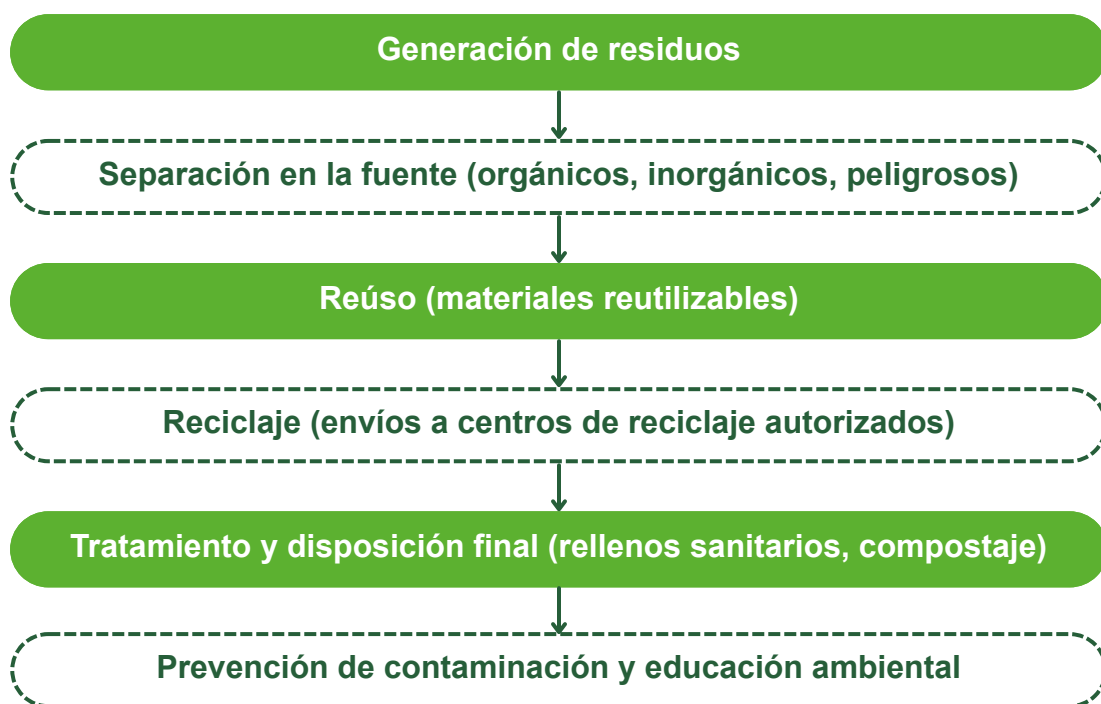 Generación de residuos
Separación en la fuente (orgánicos, inorgánicos, peligrosos)
Reúso (materiales reutilizables)
Reciclaje (envíos a centros de reciclaje autorizados)
Tratamiento y disposición final (rellenos sanitarios, compostaje)
Prevención de contaminación y educación ambiental